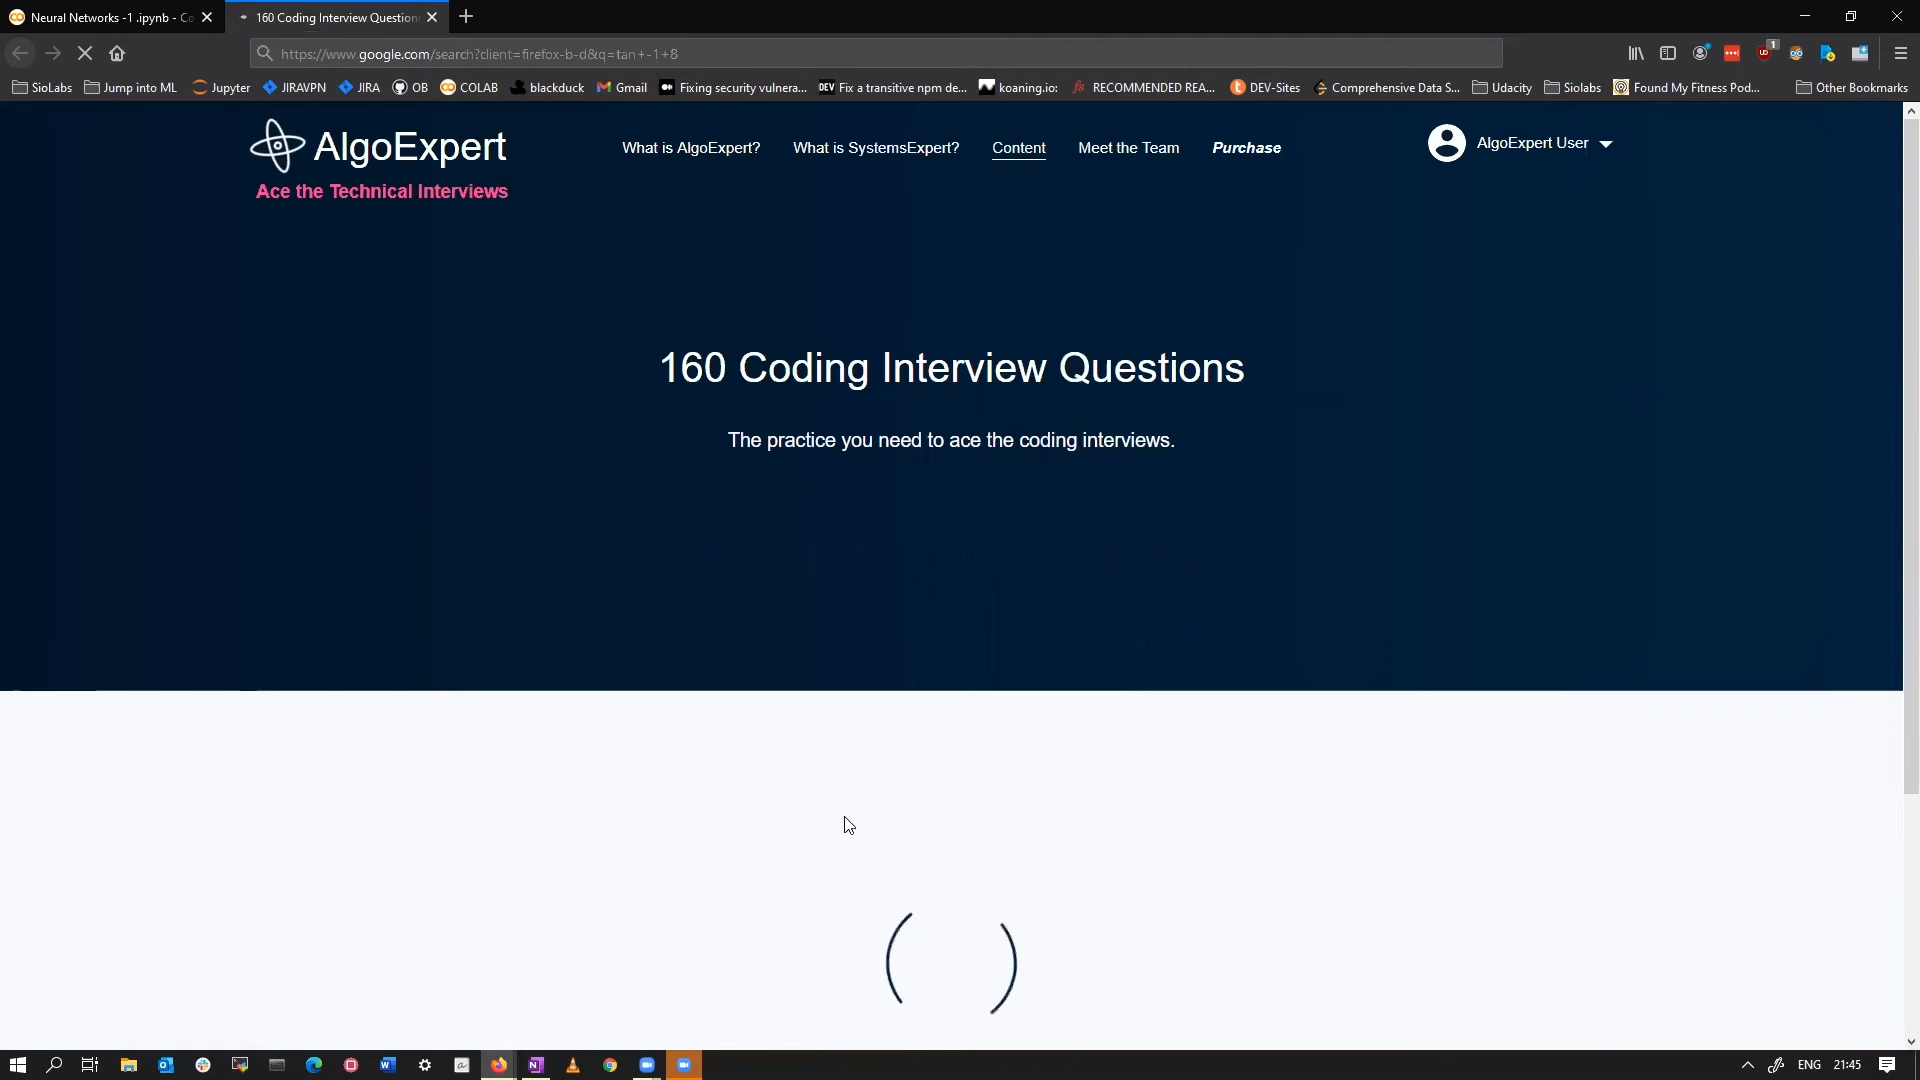 Neural Networks -1 .ipynb - Co
160 Coding Interview Question
https://www.google.com/search?client=firefox-b-d&q=tan+-1+8
1
SioLabs
Jump into ML
Jupyter
JIRAVPN
JIRA
OB
COLAB
blackduck
Gmail
Fixing security vulnera...
DEV Fix a transitive npm de...
koaning.io:
fs RECOMMENDED REA...
DEV-Sites
Comprehensive Data S...
Udacity
Siolabs
Found My Fitness Pod...
Other Bookmarks
AlgoExpert
Ace the Technical Interviews
What is AlgoExpert?
What is SystemsExpert?
Content
Meet the Team
Purchase
AlgoExpert User
160 Coding Interview Questions
The practice you need to ace the coding interviews.
ENG
21:45